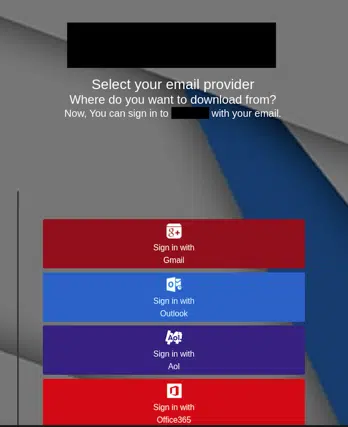 Select your email provider
Where do you want to download from?
Now, You can sign in to with your email.
g+
Sign in with
Gmail
O
Sign in with
Outlook
Aol.
Sign in with
Aol
Sign in with
Office365